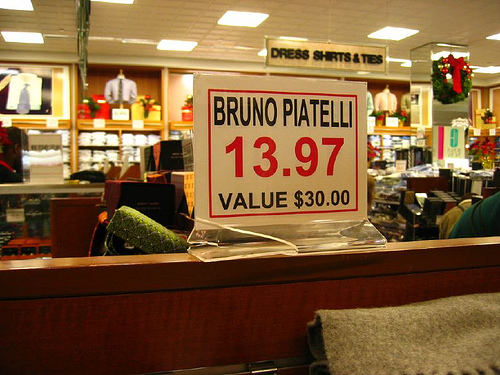 DRESS SHIRTS & TIES
BRUNO PIATELLI
13.97
VALUE $30.00